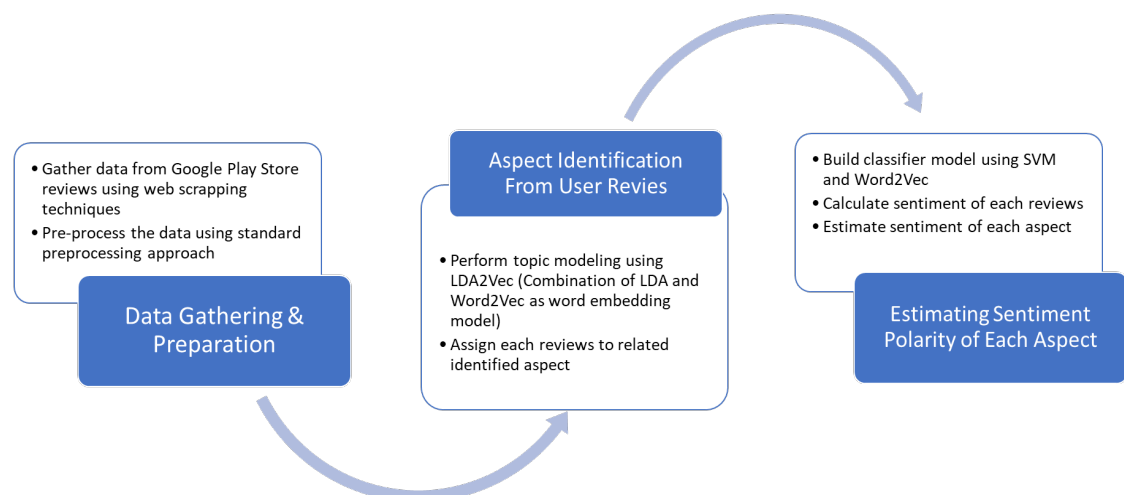 • Gather data from Google Play Store
reviews using web scrapping
techniques
• Pre-process the data using standard
preprocessing approach
Data Gathering &
Preparation
Aspect Identification
From User Revies
• Perform topic modeling using
LDA2Vec (Combination of LDA and
Word2Vec as word embedding
model)
• Assign each reviews to related
identified aspect
• Build classifier model using SVM
and Word2Vec
• Calculate sentiment of each reviews
• Estimate sentiment of each aspect
Estimating Sentiment
Polarity of Each Aspect